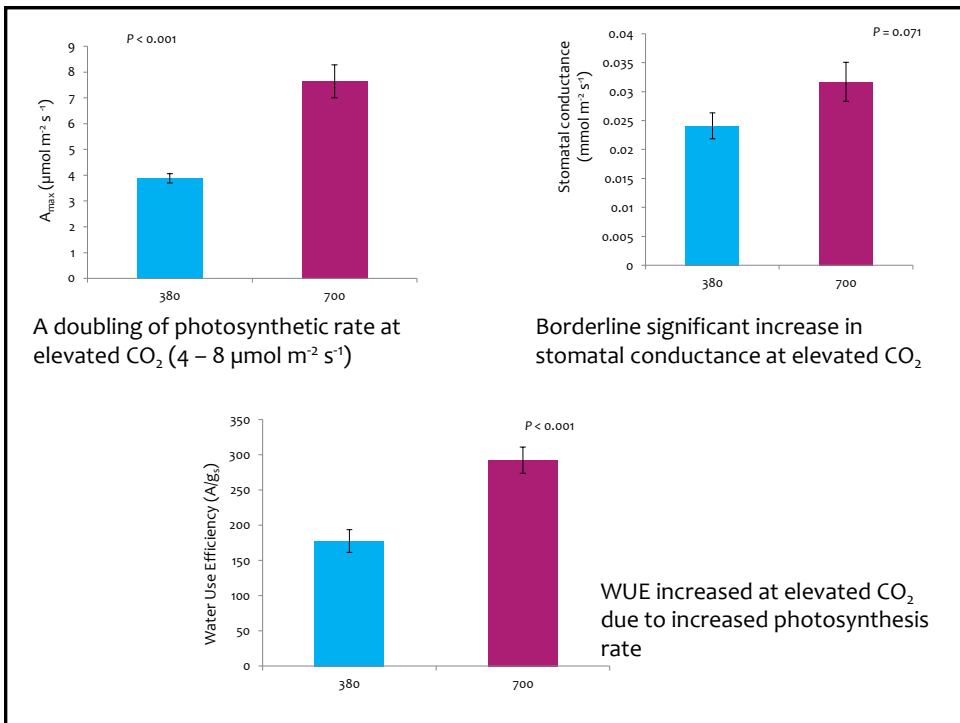 P < 0.001
9
8
7
6
5
4
3
2
1
0
Aₘₐₓ (µmol m⁻² s⁻¹)
380
700
A doubling of photosynthetic rate at
elevated CO₂ (4 – 8 µmol m⁻² s⁻¹)
P = 0.071
0.04
0.035
0.03
0.025
0.02
0.015
0.01
0.005
0
Stomatal conductance
(mmol m⁻² s⁻¹)
380
700
Borderline significant increase in
stomatal conductance at elevated CO₂
P < 0.001
350
300
250
200
150
100
50
0
Water Use Efficiency (A/gₛ)
380
700
WUE increased at elevated CO₂
due to increased photosynthesis
rate